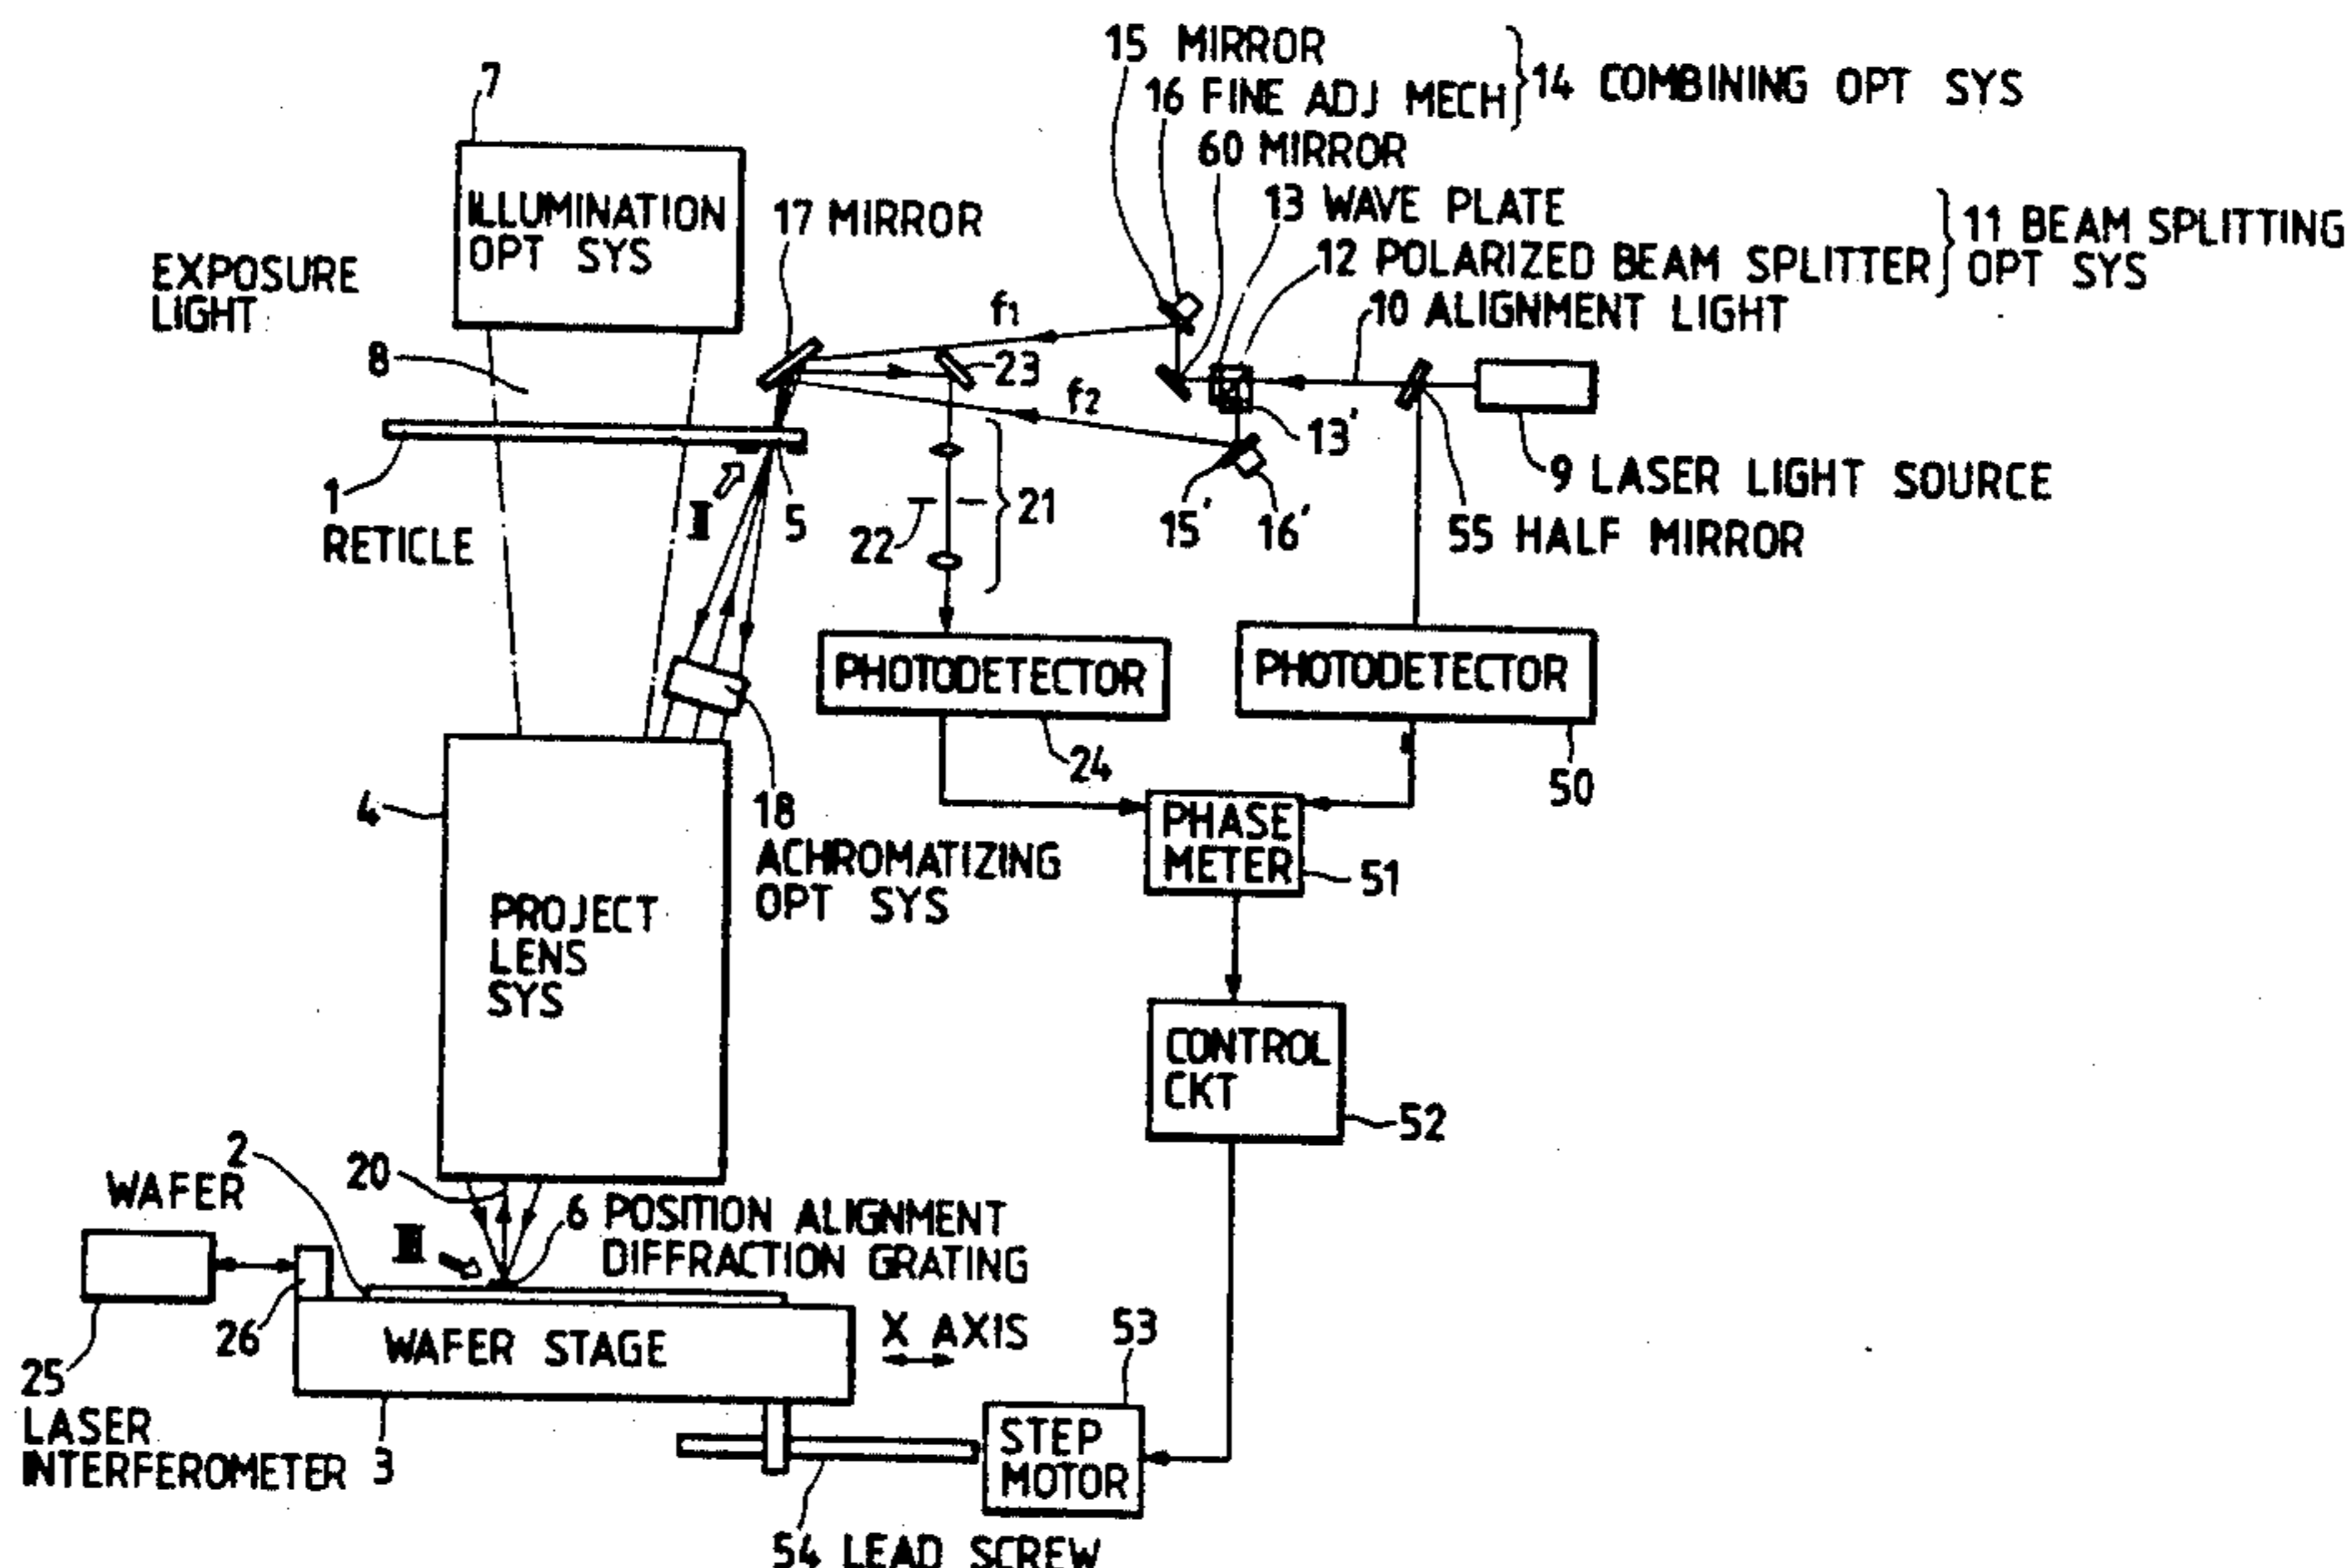 15 MIRROR
16 FINE ADJ MECH
14 COMBINING OPT SYS
60 MIRROR
13 WAVE PLATE
12 POLARIZED BEAM SPLITTER
11 BEAM SPLITTING
OPT SYS
10 ALIGNMENT LIGHT
7
ILLUMINATION
OPT SYS
17 MIRROR
EXPOSURE
LIGHT
8
f1
f2
23
13'
9 LASER LIGHT SOURCE
55 HALF MIRROR
15'
16'
1
RETICLE
I
5
22
21
PHOTODETECTOR
PHOTODETECTOR
24
50
4
18
ACHROMATIZING
OPT SYS
PHASE
METER
51
PROJECT
LENS
SYS
CONTROL
CKT
52
2
WAFER
20
6 POSITION ALIGNMENT
DIFFRACTION GRATING
26
WAFER STAGE
X AXIS
25
LASER
INTERFEROMETER
3
53
STEP
MOTOR
54 LEAD SCREW